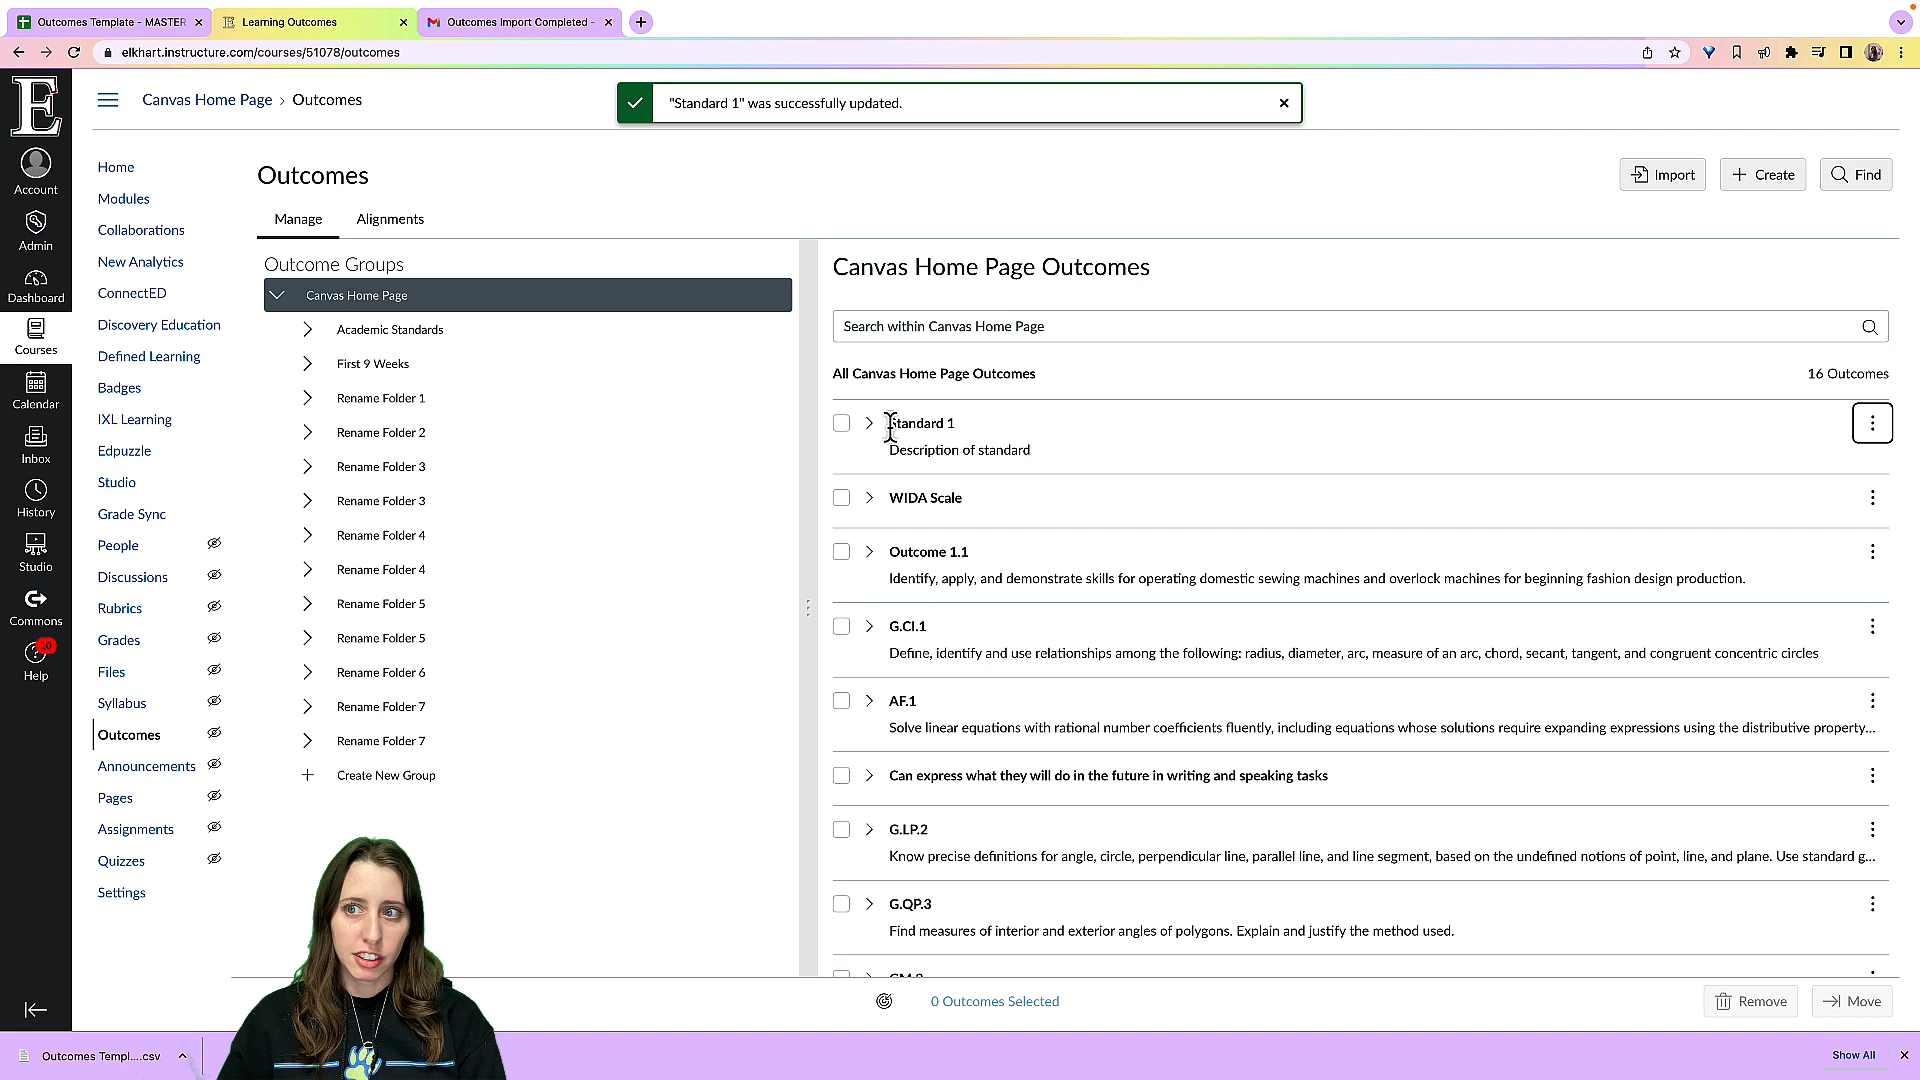 Outcomes Template - MASTER
Learning Outcomes
Outcomes Import Completed -
elkhart.instructure.com/courses/51078/outcomes
E
Account
Admin
Dashboard
Courses
Calendar
Inbox
History
Studio
Commons
Help
Canvas Home Page > Outcomes
"Standard 1" was successfully updated.
Home
Modules
Collaborations
New Analytics
ConnectED
Discovery Education
Defined Learning
Badges
IXL Learning
Edpuzzle
Studio
Grade Sync
People
Discussions
Rubrics
Grades
Files
Syllabus
Outcomes
Announcements
Pages
Assignments
Quizzes
Settings
Outcomes
Import
Create
Find
Manage
Alignments
Outcome Groups
Canvas Home Page
Academic Standards
First 9 Weeks
Rename Folder 1
Rename Folder 2
Rename Folder 3
Rename Folder 3
Rename Folder 4
Rename Folder 4
Rename Folder 5
Rename Folder 5
Rename Folder 6
Rename Folder 7
Rename Folder 7
Create New Group
Canvas Home Page Outcomes
Search within Canvas Home Page
All Canvas Home Page Outcomes
16 Outcomes
Standard 1
Description of standard
WIDA Scale
Outcome 1.1
Identify, apply, and demonstrate skills for operating domestic sewing machines and overlock machines for beginning fashion design production.
G.CI.1
Define, identify and use relationships among the following: radius, diameter, arc, measure of an arc, chord, secant, tangent, and congruent concentric circles
AF.1
Solve linear equations with rational number coefficients fluently, including equations whose solutions require expanding expressions using the distributive property...
Can express what they will do in the future in writing and speaking tasks
G.LP.2
Know precise definitions for angle, circle, perpendicular line, parallel line, and line segment, based on the undefined notions of point, line, and plane. Use standard g...
G.QP.3
Find measures of interior and exterior angles of polygons. Explain and justify the method used.
0 Outcomes Selected
Remove
Move
Outcomes Templ....csv
Show All